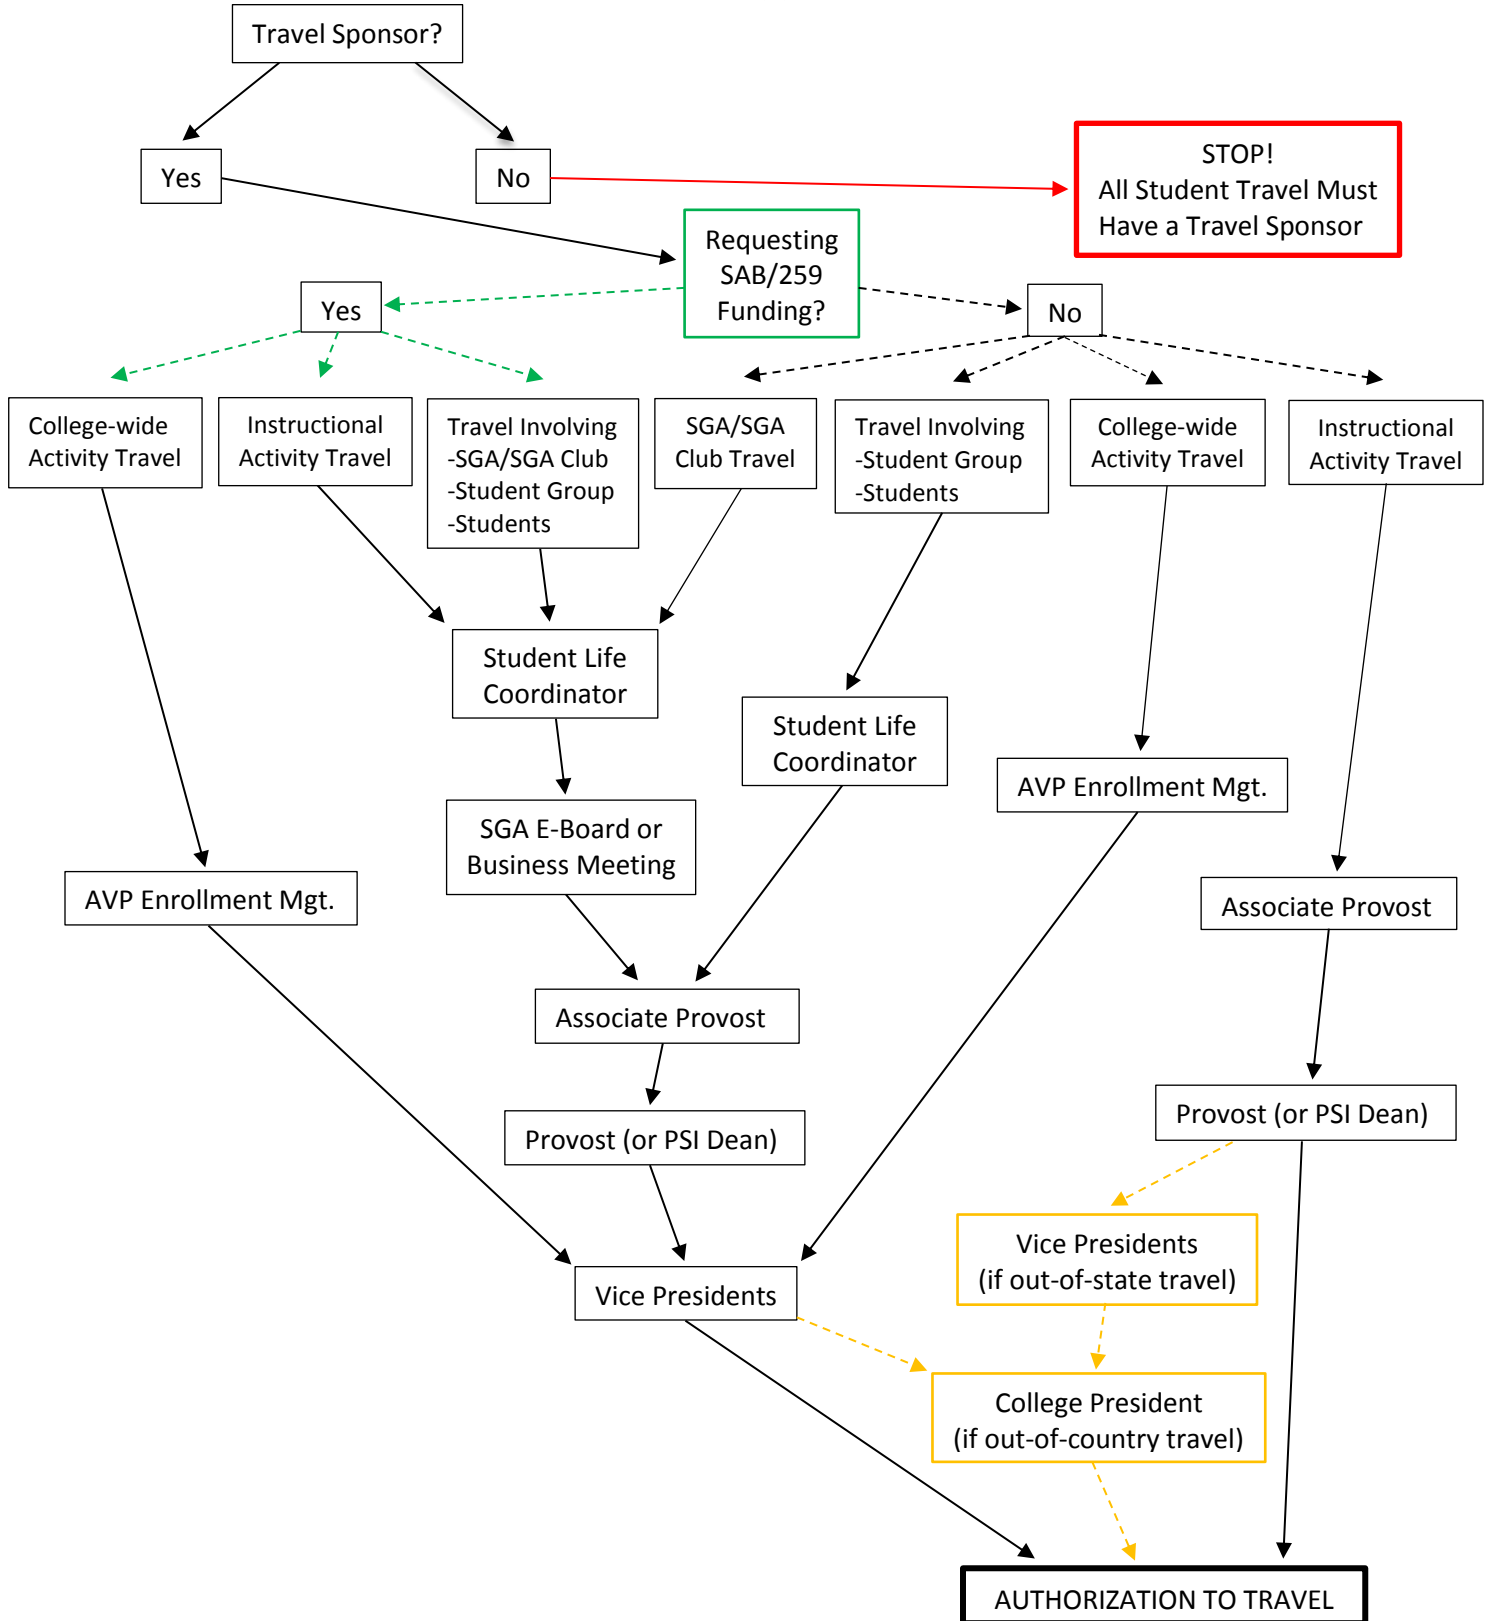 Travel Sponsor?
Yes
No
STOP!
All Student Travel Must
Have a Travel Sponsor
Requesting
SAB/259
Funding?
Yes
No
College-wide
Activity Travel
Instructional
Activity Travel
Travel Involving
-SGA/SGA Club
-Student Group
-Students
SGA/SGA
Club Travel
Travel Involving
-Student Group
-Students
College-wide
Activity Travel
Instructional
Activity Travel
Student Life
Coordinator
Student Life
Coordinator
AVP Enrollment Mgt.
SGA E-Board or
Business Meeting
AVP Enrollment Mgt.
Associate Provost
Associate Provost
Provost (or PSI Dean)
Provost (or PSI Dean)
Vice Presidents
(if out-of-state travel)
Vice Presidents
College President
(if out-of-country travel)
AUTHORIZATION TO TRAVEL